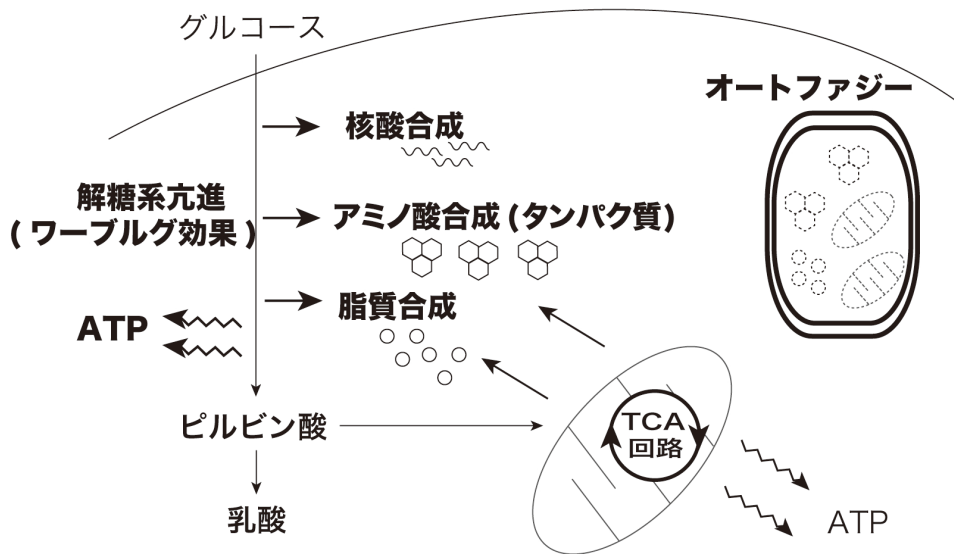 グルコース
オートファジー
核酸合成
解糖系亢進
( ワーブルグ効果 )
アミノ酸合成 ( タンパク質 )
脂質合成
ATP
ピルビン酸
TCA
回路
乳酸
ATP